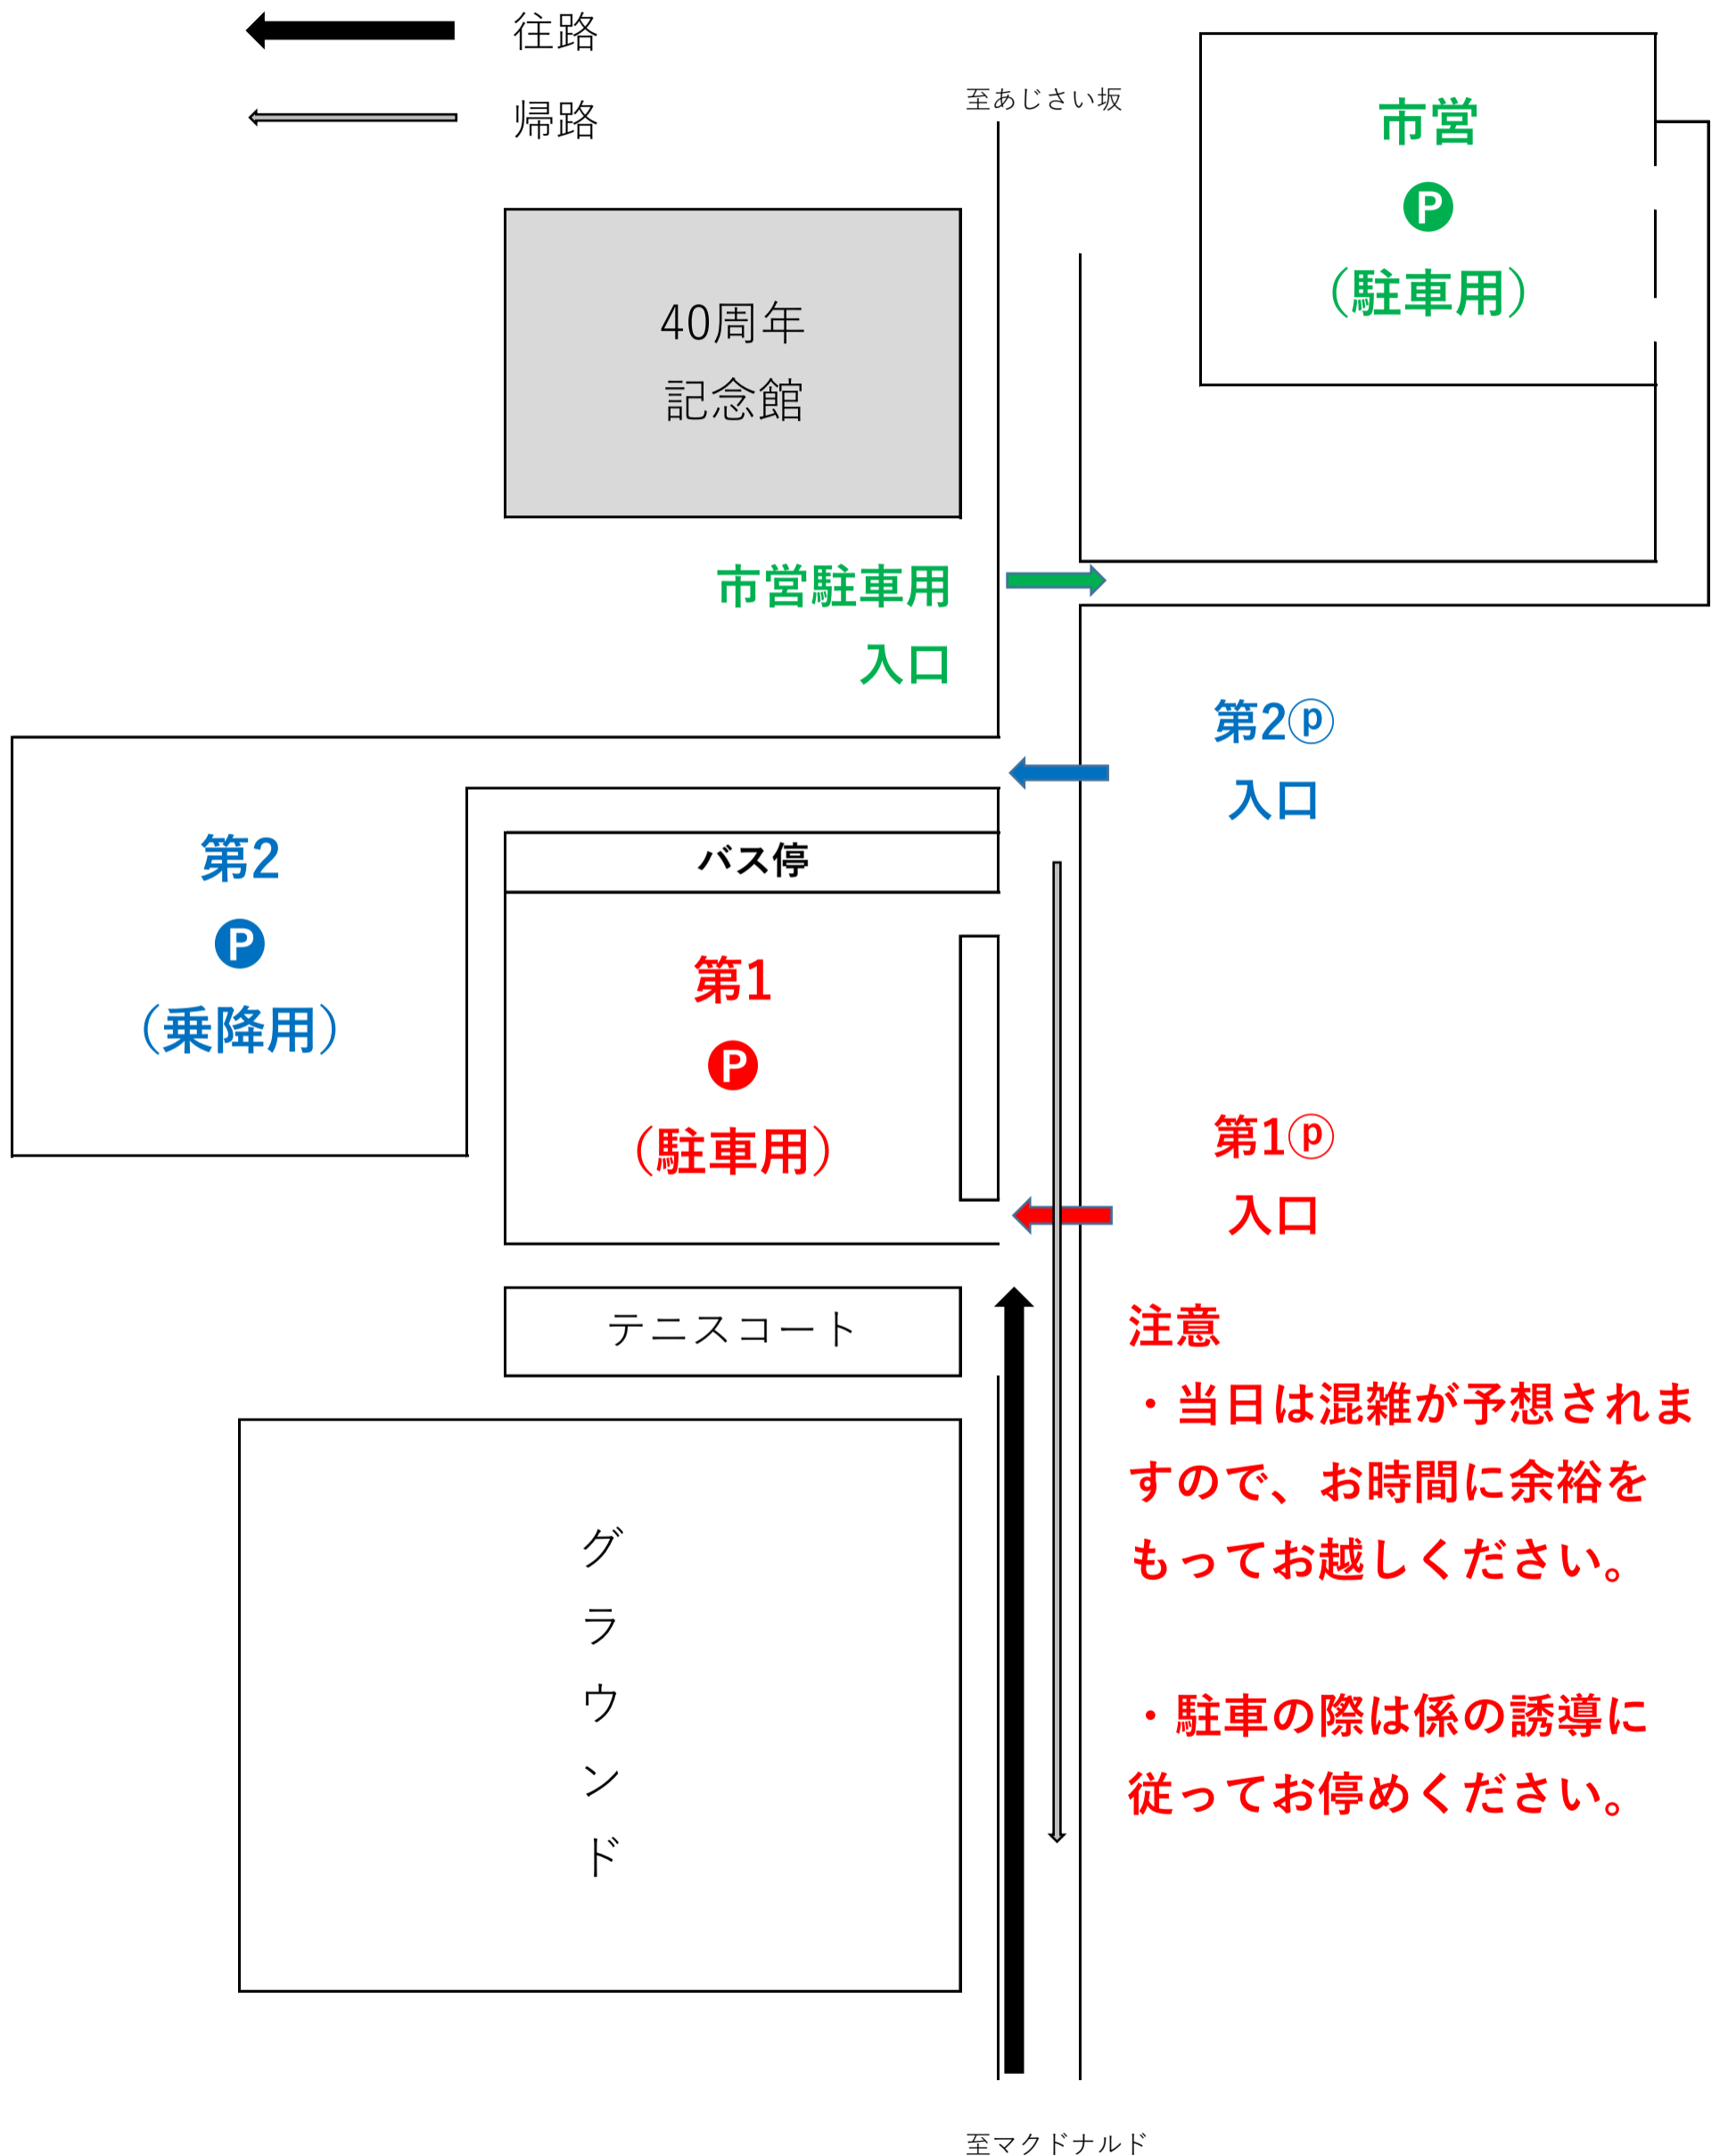 往路
帰路
至あじさい坂
市営
P
（駐車用）
40周年
記念館
市営駐車用
入口
第2ⓟ
入口
第2
P
（乗降用）
バス停
第1
P
（駐車用）
第1ⓟ
入口
テニスコート
注意
・当日は混雑が予想されま
すので、お時間に余裕を
もってお越しください。
・駐車の際は係の誘導に
従ってお停めください。
グラウンド
至マクドナルド